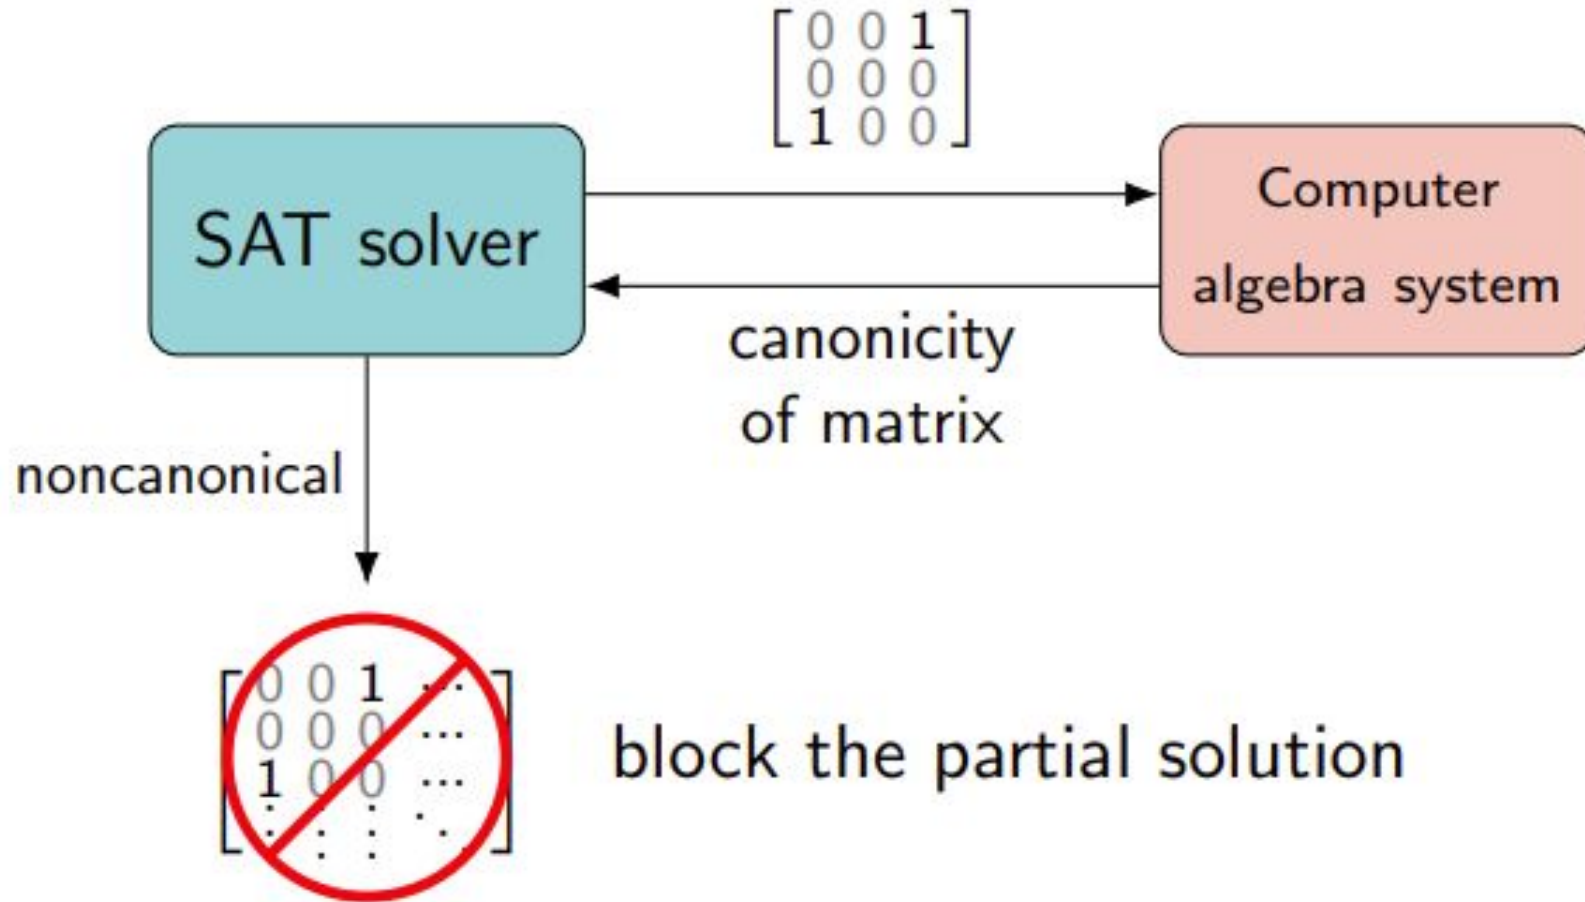 0 0 1
0 0 0
1 0 0
SAT solver
Computer
algebra system
canonicity
of matrix
noncanonical
0 0 1 ...
0 0 0 ...
1 0 0 ...
⋮ ⋮ ⋮ ⋱
block the partial solution